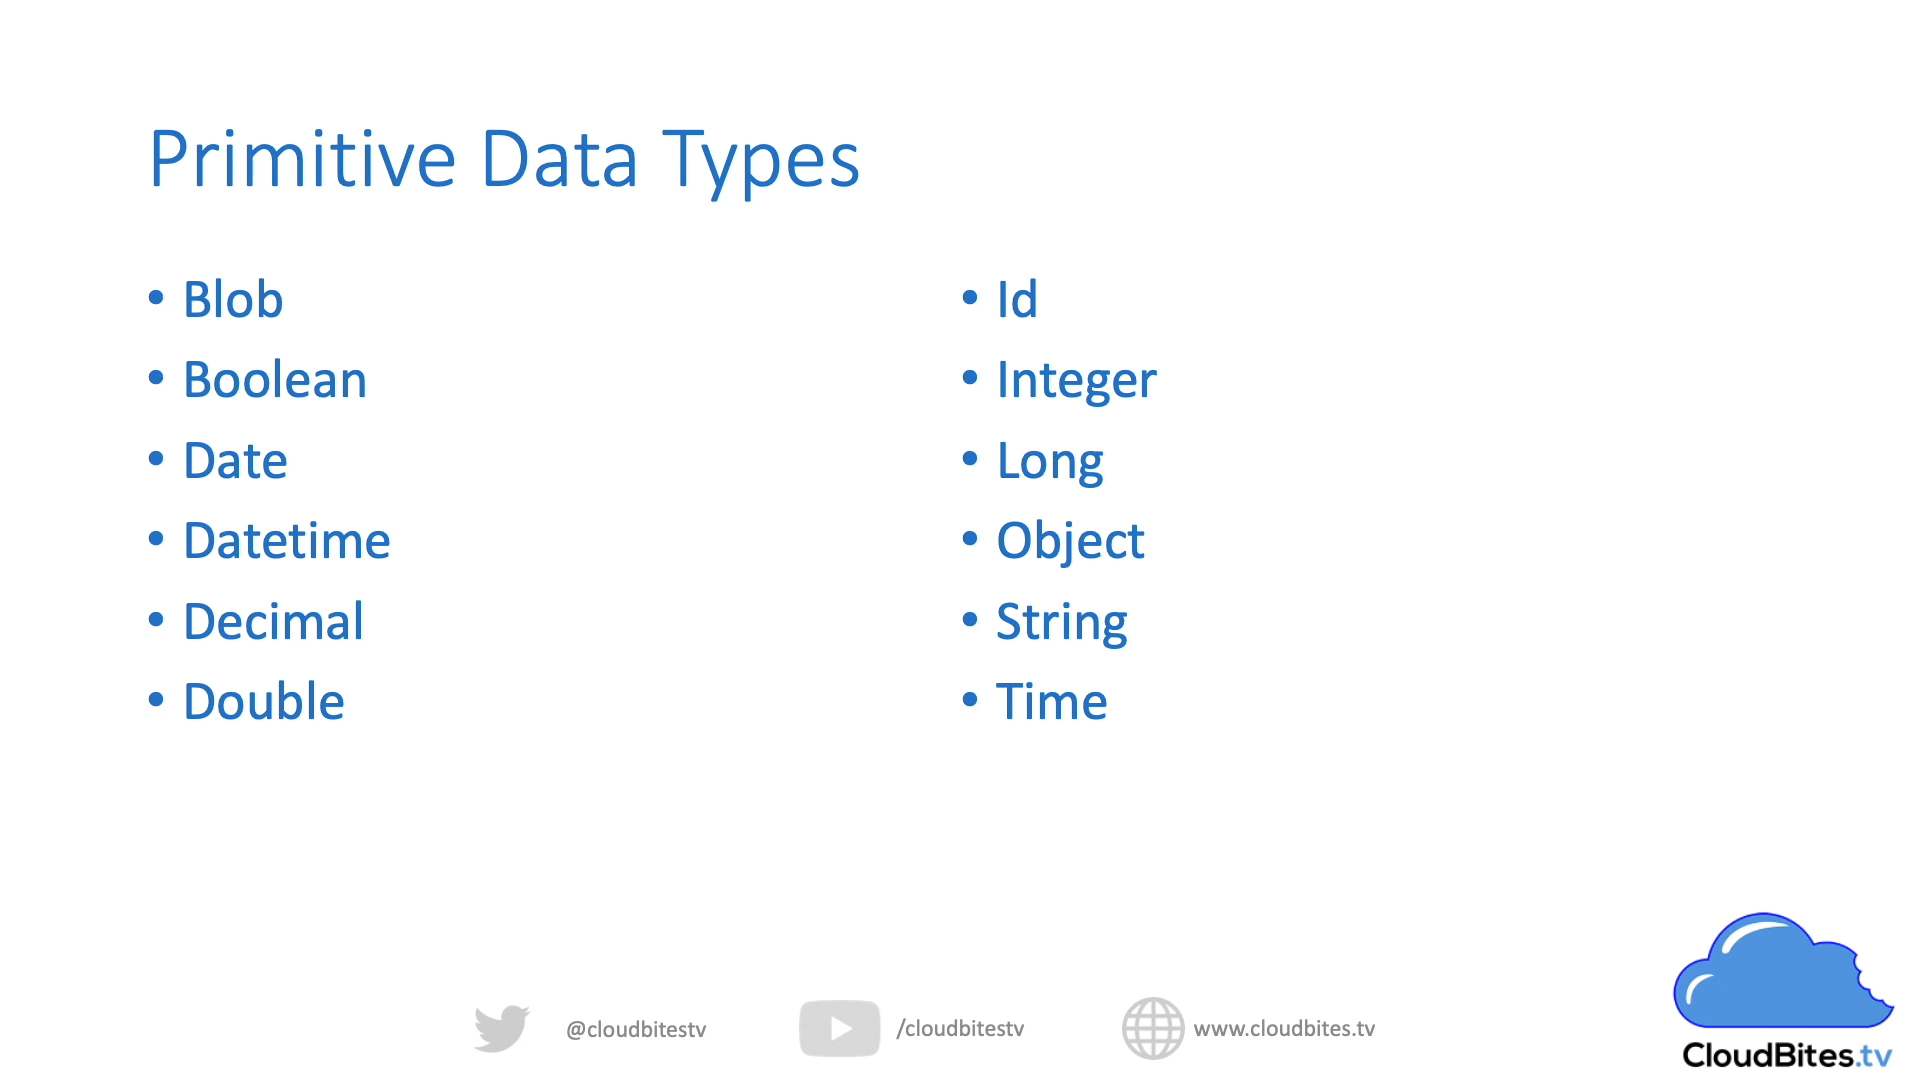 Primitive Data Types
• Blob
• Boolean
• Date
• Datetime
• Decimal
• Double
• Id
• Integer
• Long
• Object
• String
• Time
@cloudbitestv
/cloudbitestv
www.cloudbites.tv
CloudBites.tv